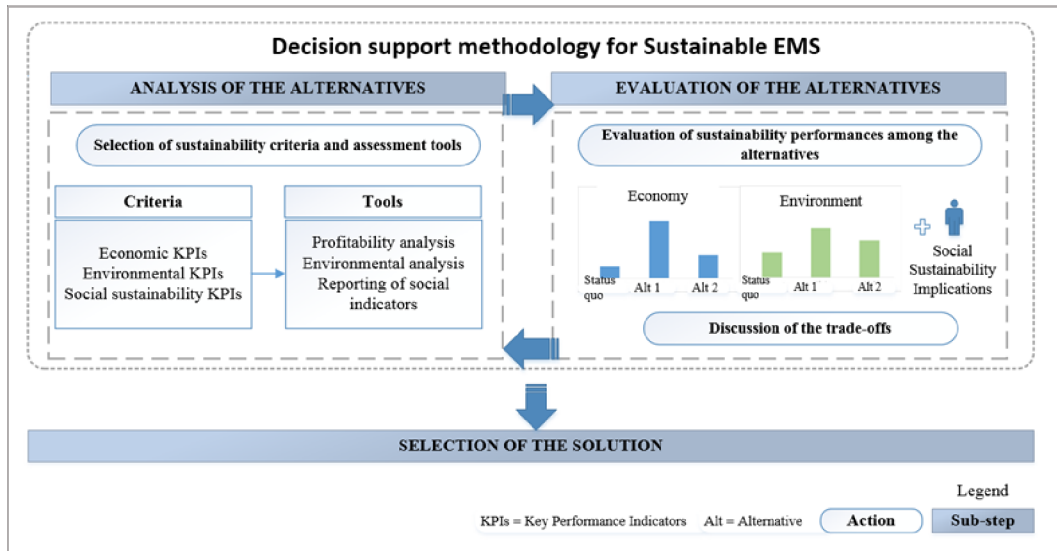 Decision support methodology for Sustainable EMS
ANALYSIS OF THE ALTERNATIVES
Selection of sustainability criteria and assessment tools
Criteria
Economic KPIs
Environmental KPIs
Social sustainability KPIs
Tools
Profitability analysis
Environmental analysis
Reporting of social
indicators
EVALUATION OF THE ALTERNATIVES
Evaluation of sustainability performances among the
alternatives
Economy
Status
quo
Alt 1
Alt 2
Environment
Status
quo
Alt 1
Alt 2
Social
Sustainability
Implications
Discussion of the trade-offs
SELECTION OF THE SOLUTION
Legend
KPIs = Key Performance Indicators
Alt = Alternative
Action
Sub-step